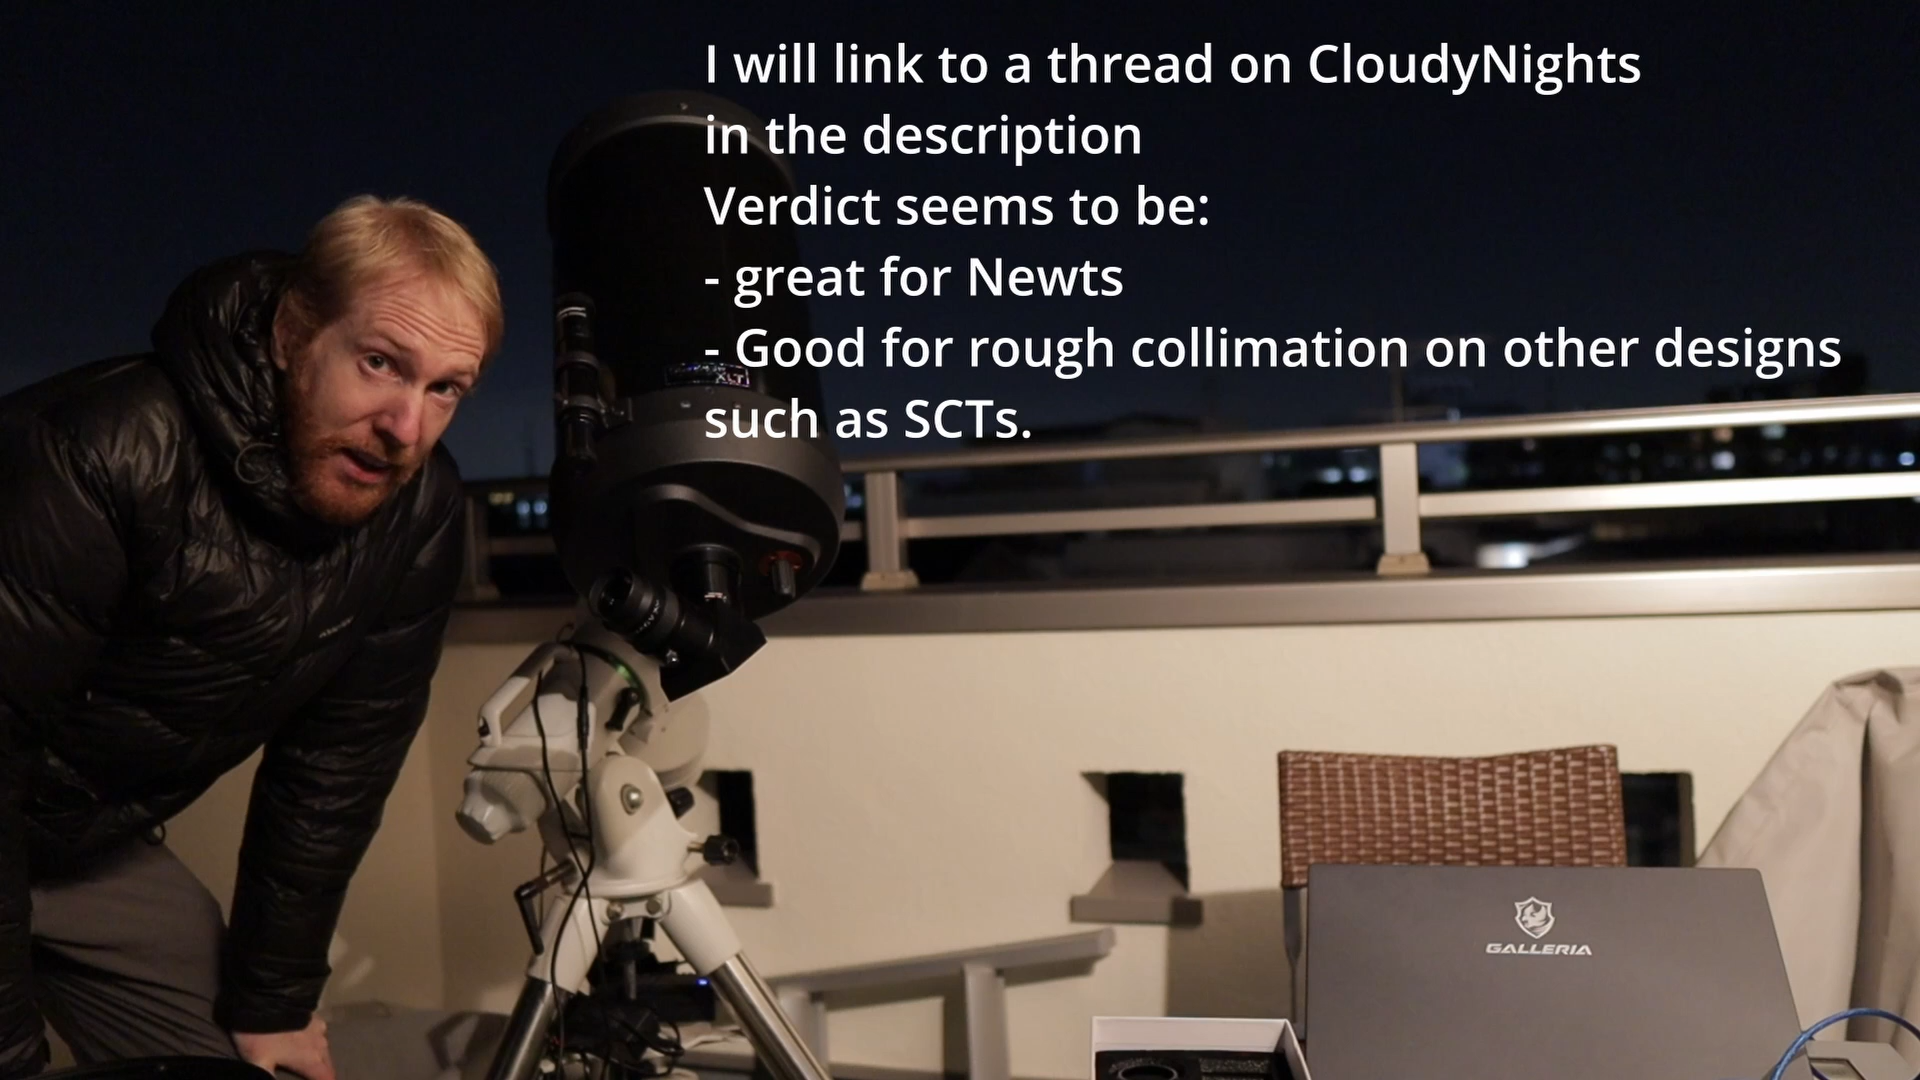 I will link to a thread on CloudyNights
in the description
Verdict seems to be:
- great for Newts
- Good for rough collimation on other designs
such as SCTs.
XLT
GALLERIA